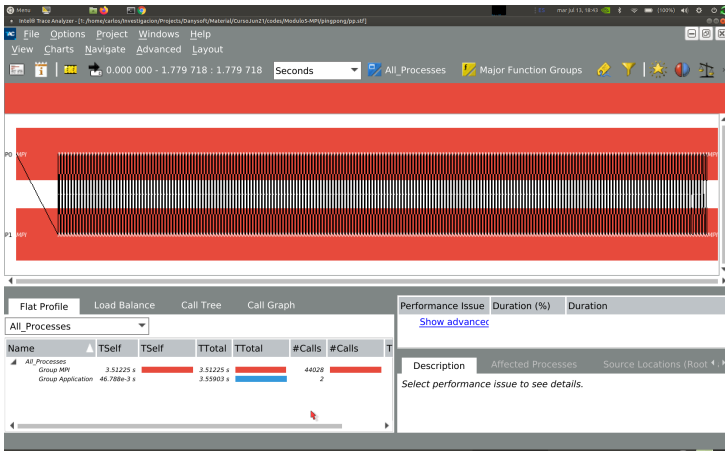 Menu
mar jul 13, 18:43
(100%)
Intel® Trace Analyzer - [1: /home/carlos/Investigacion/Projects/Danysoft/Material/CursoJun21/codes/Modulo5-MPI/pingpong/pp.stf]
File Options Project Windows Help
View Charts Navigate Advanced Layout
0.000 000 - 1.779 718 : 1.779 718 Seconds All_Processes Major Function Groups
P0 MPI MPI
P1 MPI MPI
Flat Profile Load Balance Call Tree Call Graph
All_Processes
Name TSelf TSelf TTotal TTotal #Calls #Calls T
All_Processes
Group MPI 3.51225 s 3.51225 s 44028
Group Application 46.788e-3 s 3.55903 s 2
Performance Issue Duration (%) Duration
Show advanced
Description Affected Processes Source Locations (Root
Select performance issue to see details.